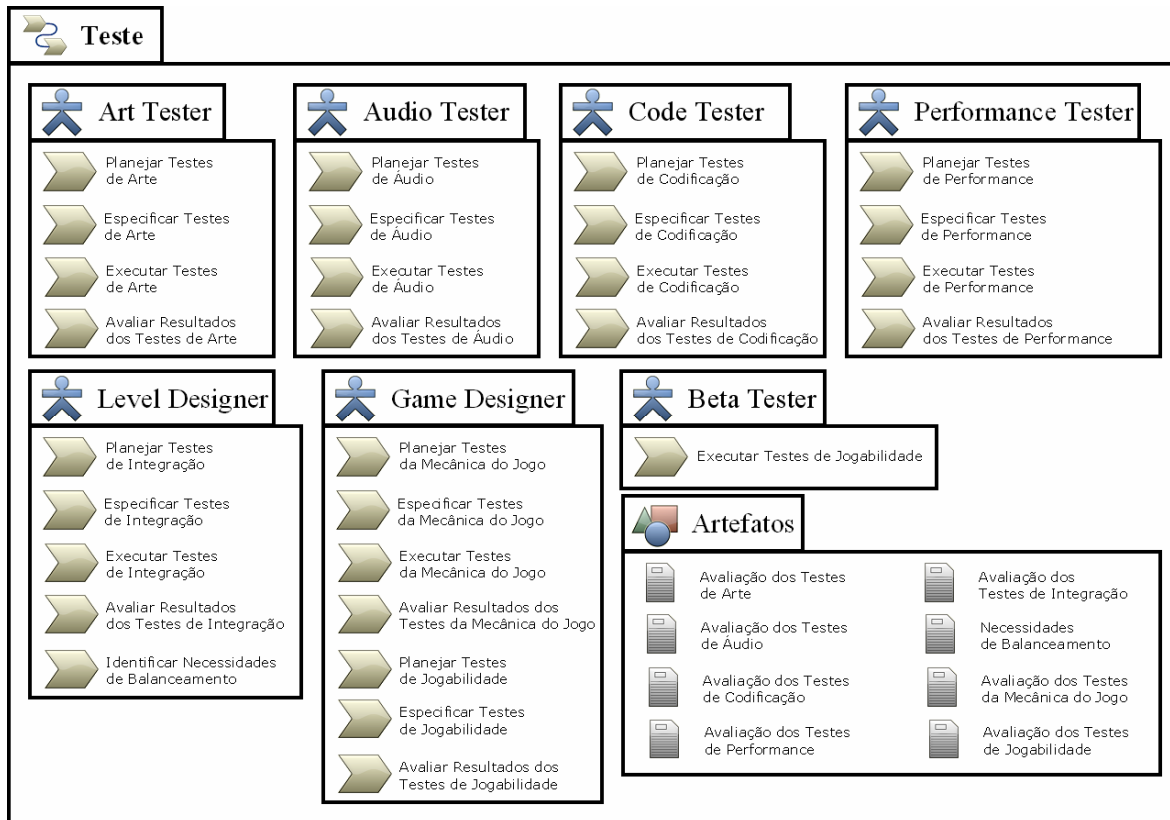 Teste
Art Tester
Planejar Testes
de Arte
Especificar Testes
de Arte
Executar Testes
de Arte
Avaliar Resultados
dos Testes de Arte
Audio Tester
Planejar Testes
de Áudio
Especificar Testes
de Áudio
Executar Testes
de Áudio
Avaliar Resultados
dos Testes de Áudio
Code Tester
Planejar Testes
de Codificação
Especificar Testes
de Codificação
Executar Testes
de Codificação
Avaliar Resultados
dos Testes de Codificação
Performance Tester
Planejar Testes
de Performance
Especificar Testes
de Performance
Executar Testes
de Performance
Avaliar Resultados
dos Testes de Performance
Level Designer
Planejar Testes
de Integração
Especificar Testes
de Integração
Executar Testes
de Integração
Avaliar Resultados
dos Testes de Integração
Identificar Necessidades
de Balanceamento
Game Designer
Planejar Testes
da Mecânica do Jogo
Especificar Testes
da Mecânica do Jogo
Executar Testes
da Mecânica do Jogo
Avaliar Resultados dos
Testes da Mecânica do Jogo
Planejar Testes
de Jogabilidade
Especificar Testes
de Jogabilidade
Avaliar Resultados dos
Testes de Jogabilidade
Beta Tester
Executar Testes de Jogabilidade
Artefatos
Avaliação dos Testes
de Arte
Avaliação dos Testes
de Áudio
Avaliação dos Testes
de Codificação
Avaliação dos Testes
de Performance
Avaliação dos
Testes de Integração
Necessidades
de Balanceamento
Avaliação dos Testes
da Mecânica do Jogo
Avaliação dos Testes
de Jogabilidade